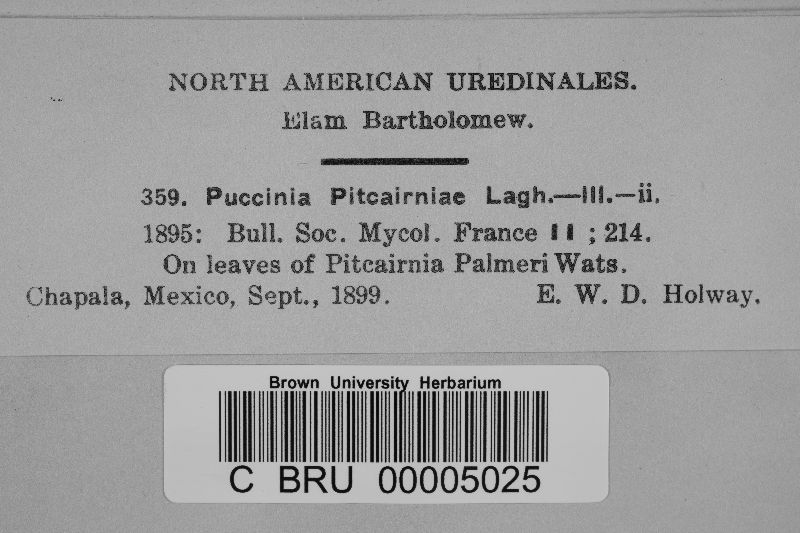 NORTH AMERICAN UREDINALES.
Elam Bartholomew.
359. Puccinia Pitcairniae Lagh.—III.—ii.
1895: Bull. Soc. Mycol. France 11 ; 214.
On leaves of Pitcairnia Palmeri Wats.
Chapala, Mexico, Sept., 1899. E. W. D. Holway.
Brown University Herbarium
C BRU 00005025